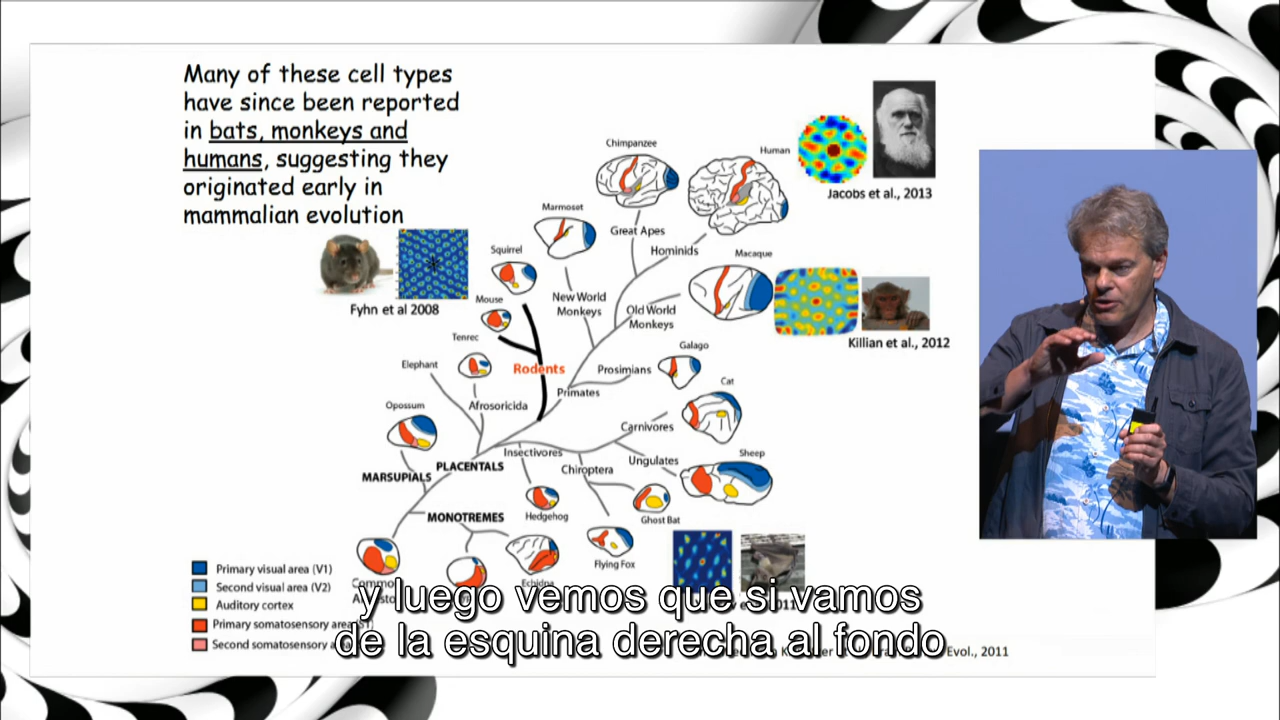 Many of these cell types
have since been reported
in bats, monkeys and
humans, suggesting they
originated early in
mammalian evolution
Chimpanzee
Human
Jacobs et al., 2013
Marmoset
Great Apes
Hominids
Squirrel
Macaque
Fyhn et al 2008
Mouse
New World
Monkeys
Old World
Monkeys
Killian et al., 2012
Tenrec
Galago
Elephant
Rodents
Prosimians
Primates
Cat
Opossum
Afrosoricida
Carnivores
Insectivores
Ungulates
Sheep
PLACENTALS
Chiroptera
MARSUPIALS
MONOTREMES
Hedgehog
Ghost Bat
Flying Fox
Echidna
Primary visual area (V1)
Second visual area (V2)
Auditory cortex
Primary somatosensory area
Second somatosensory
Evol., 2011
y luego vemos que si vamos
de la esquina derecha al fondo